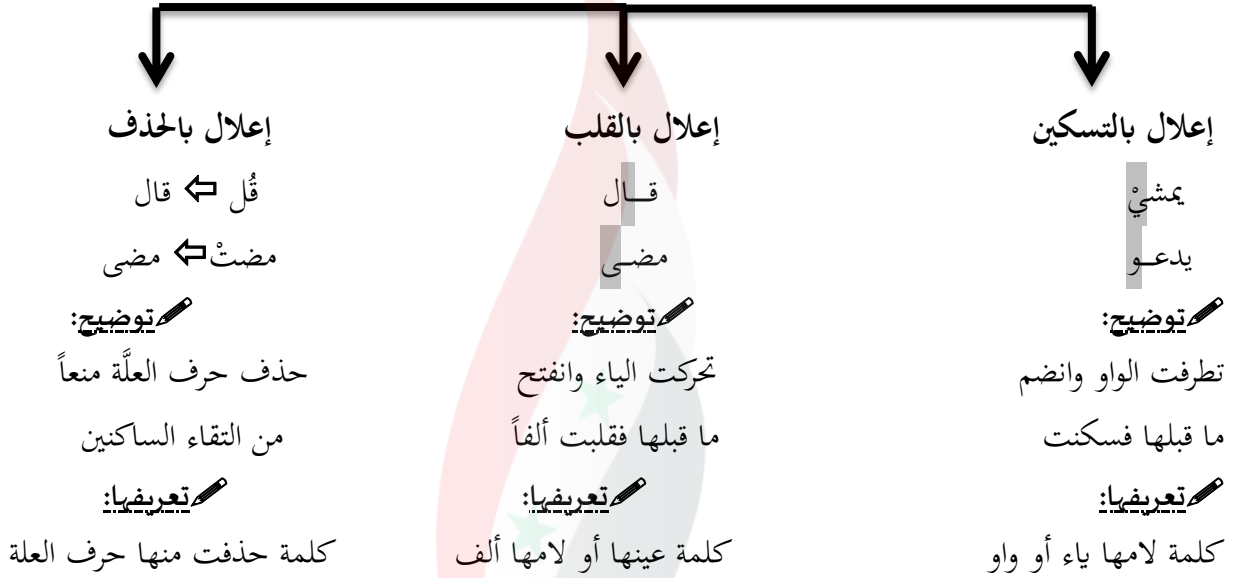 إعلال بالتسكين
يمشيْ
يدعــو
توضيح:
تطرفت الواو وانضم
ما قبلها فسكنت
تعريفها:
كلمة لامها ياء أو واو
إعلال بالقلب
قــال
مضــى
توضيح:
تحركت الياء وانفتح
ما قبلها فقلبت ألفاً
تعريفها:
كلمة عينها أو لامها ألف
إعلال بالحذف
قُل ⇦ قال
مضتْ ⇦ مضى
توضيح:
حذف حرف العلَّة منعاً
من التقاء الساكنين
تعريفها:
كلمة حذفت منها حرف العلة